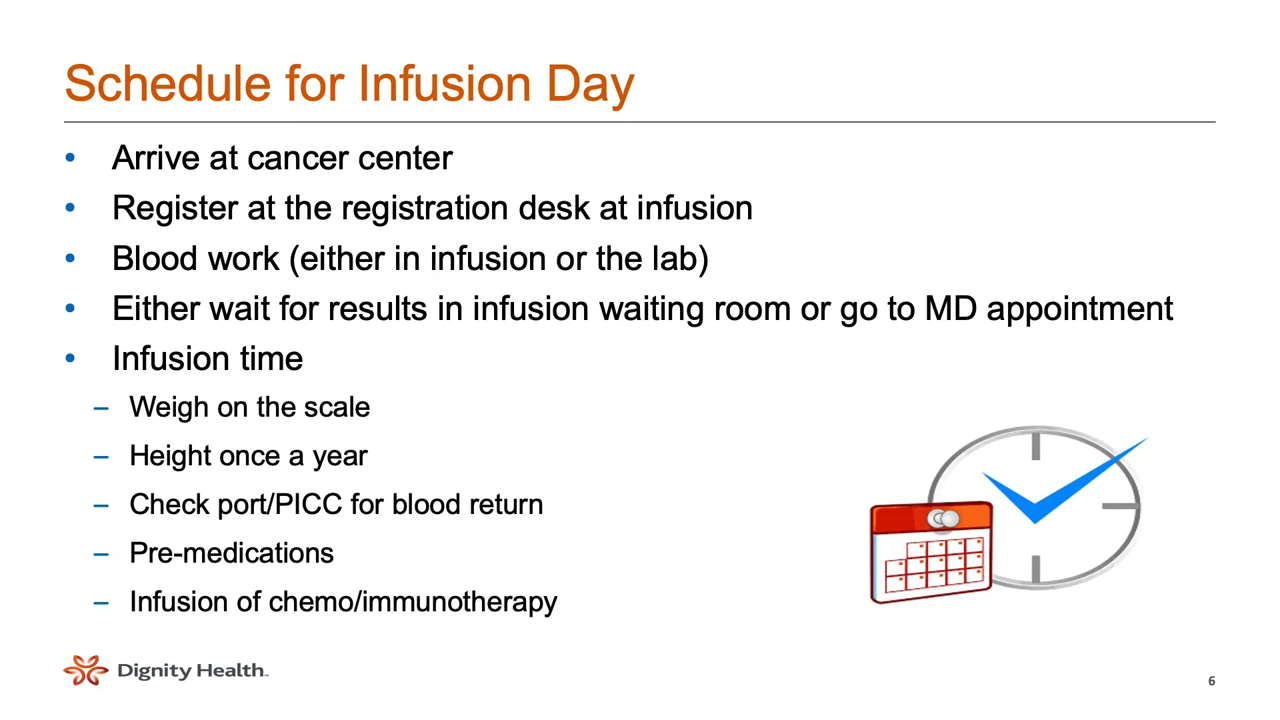 Schedule for Infusion Day
• Arrive at cancer center
• Register at the registration desk at infusion
• Blood work (either in infusion or the lab)
• Either wait for results in infusion waiting room or go to MD appointment
• Infusion time
– Weigh on the scale
– Height once a year
– Check port/PICC for blood return
– Pre-medications
– Infusion of chemo/immunotherapy
Dignity Health™
6